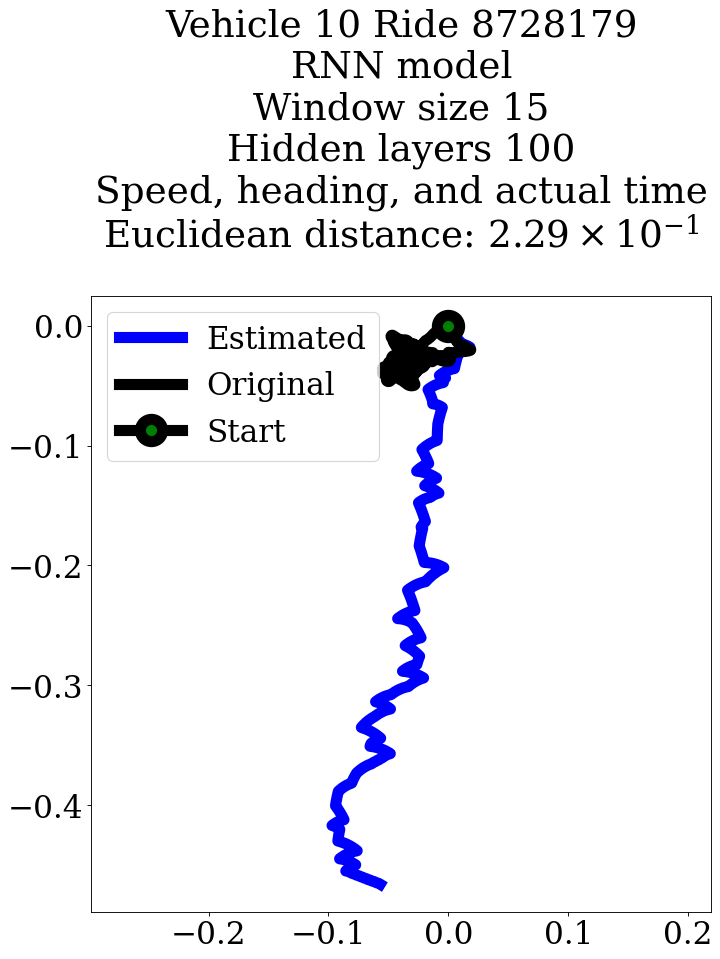 Vehicle 10 Ride 8728179
RNN model
Window size 15
Hidden layers 100
Speed, heading, and actual time
Euclidean distance: 2.29 × 10⁻¹
Estimated
Original
Start
0.0
−0.1
−0.2
−0.3
−0.4
−0.2 −0.1 0.0 0.1 0.2